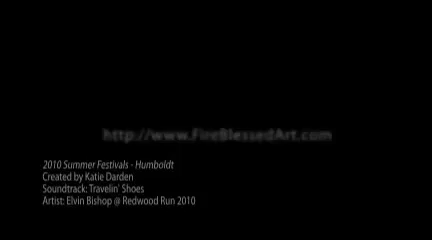 http://www.FireBlessedArt.com
2010 Summer Festivals - Humboldt
Created by Katie Darden
Soundtrack: Travelin' Shoes
Artist: Elvin Bishop @ Redwood Run 2010